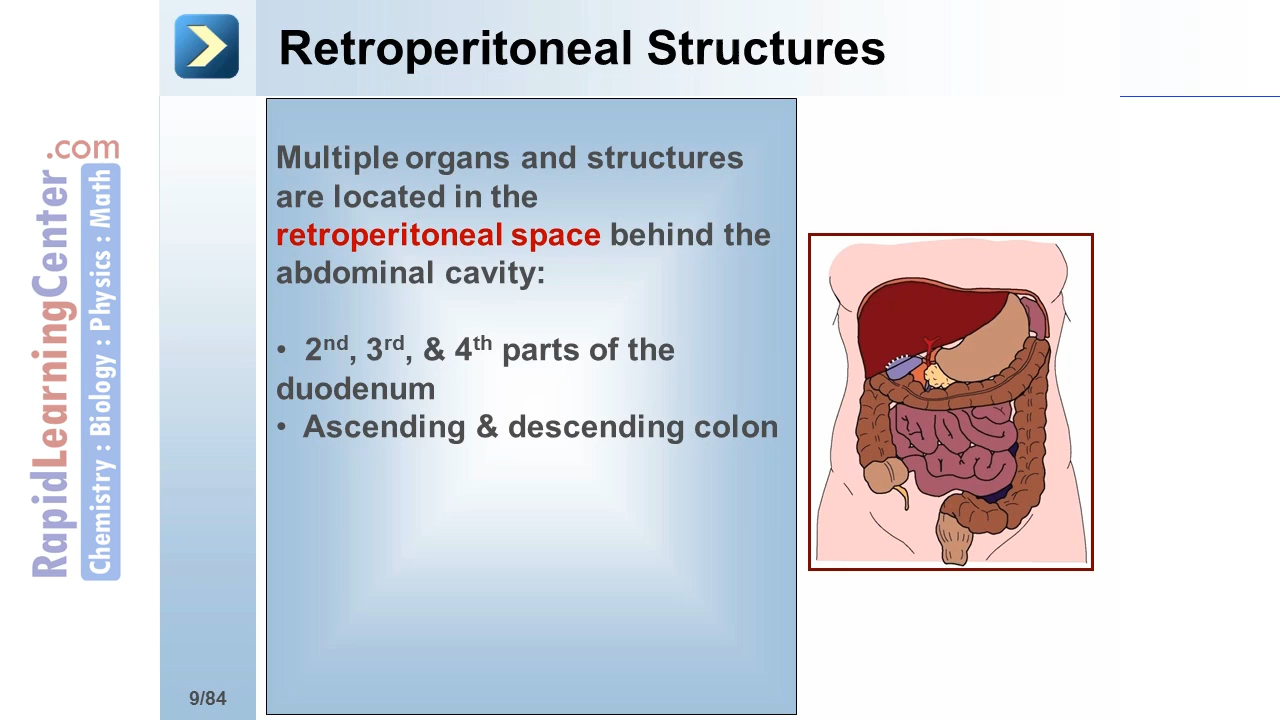 Retroperitoneal Structures
Multiple organs and structures
are located in the
retroperitoneal space behind the
abdominal cavity:
• 2nd, 3rd, & 4th parts of the
duodenum
• Ascending & descending colon
RapidLearningCenter.com
Chemistry : Biology : Physics : Math
9/84